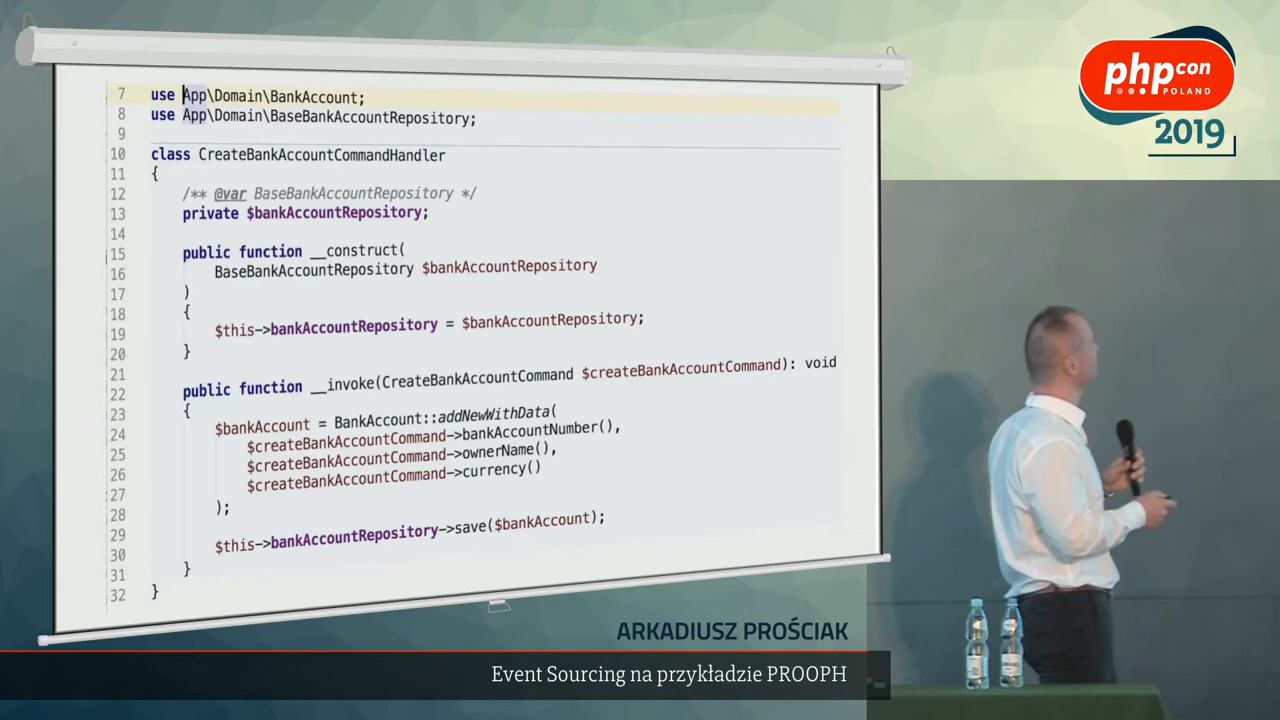 7 use App\Domain\BankAccount;
8 use App\Domain\BaseBankAccountRepository;
9
10 class CreateBankAccountCommandHandler
11 {
12 /** @var BaseBankAccountRepository */
13 private $bankAccountRepository;
14
15 public function __construct(
16 BaseBankAccountRepository $bankAccountRepository
17 )
18 {
19 $this->bankAccountRepository = $bankAccountRepository;
20 }
21
22 public function __invoke(CreateBankAccountCommand $createBankAccountCommand): void
23 {
24 $bankAccount = BankAccount::addNewWithData(
25 $createBankAccountCommand->bankAccountNumber(),
26 $createBankAccountCommand->ownerName(),
27 $createBankAccountCommand->currency()
28 );
29
30 $this->bankAccountRepository->save($bankAccount);
31 }
32 }
phpcon
POLAND
2019
ARKADIUSZ PROŚCIAK
Event Sourcing na przykładzie PROOPH